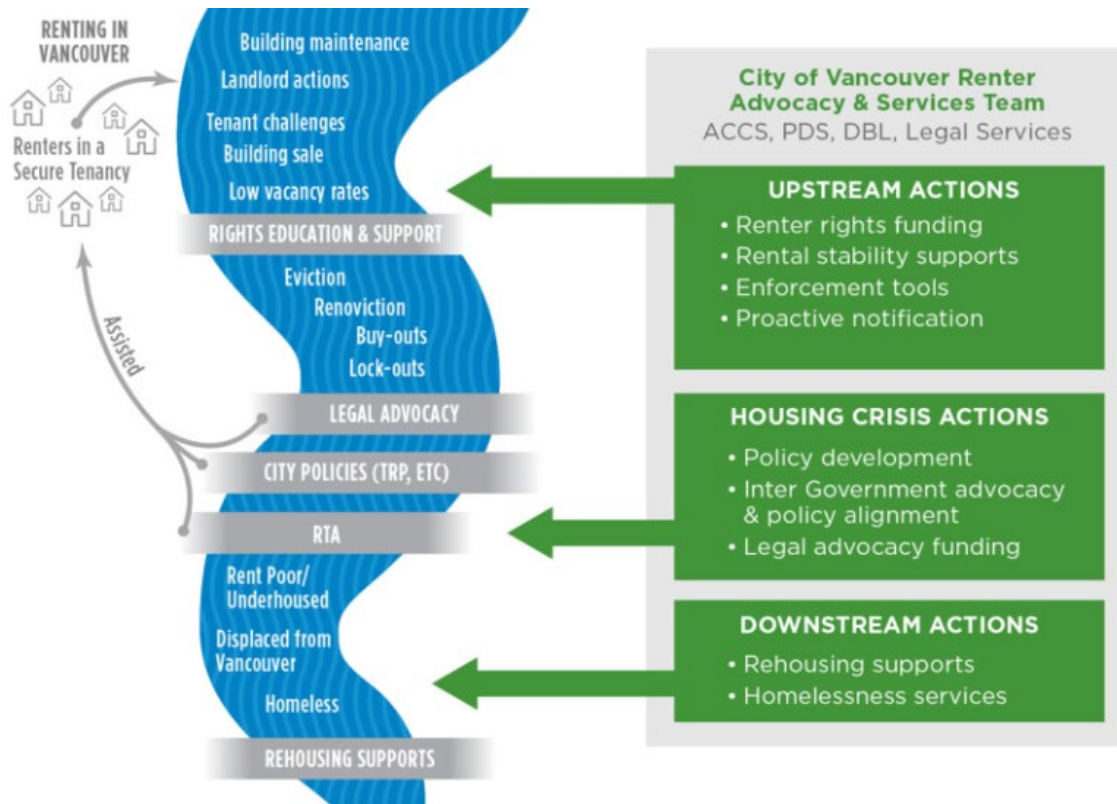 RENTING IN
VANCOUVER
Renters in a
Secure Tenancy
Assisted
Building maintenance
Landlord actions
Tenant challenges
Building sale
Low vacancy rates
RIGHTS EDUCATION & SUPPORT
Eviction
Renoviction
Buy-outs
Lock-outs
LEGAL ADVOCACY
CITY POLICIES (TRP, ETC)
RTA
Rent Poor/
Underhoused
Displaced from
Vancouver
Homeless
REHOUSING SUPPORTS
City of Vancouver Renter
Advocacy & Services Team
ACCS, PDS, DBL, Legal Services
UPSTREAM ACTIONS
• Renter rights funding
• Rental stability supports
• Enforcement tools
• Proactive notification
HOUSING CRISIS ACTIONS
• Policy development
• Inter Government advocacy
& policy alignment
• Legal advocacy funding
DOWNSTREAM ACTIONS
• Rehousing supports
• Homelessness services